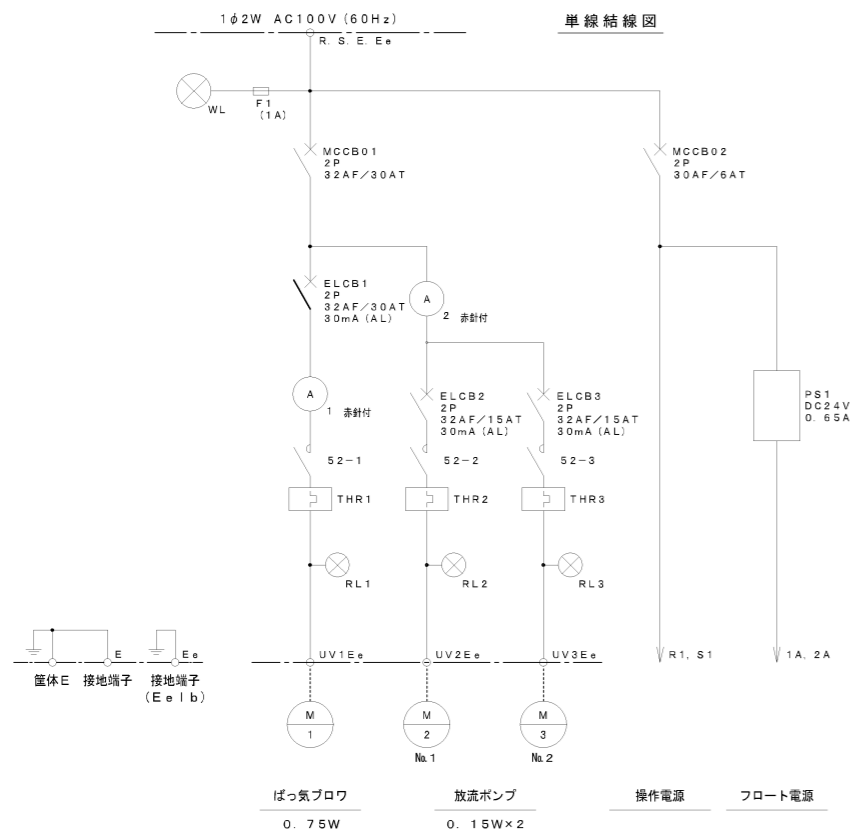 1φ2W AC100V(60Hz)
単線結線図
R.S.E.Ee
WL
F1
(1A)
MCCB01
2P
32AF/30AT
MCCB02
2P
30AF/6AT
ELCB1
2P
32AF/30AT
30mA(AL)
A
2 赤針付
A
1 赤針付
ELCB2
2P
32AF/15AT
30mA(AL)
ELCB3
2P
32AF/15AT
30mA(AL)
PS1
DC24V
0.65A
52-1
52-2
52-3
THR1
THR2
THR3
RL1
RL2
RL3
E
Ee
UV1Ee
UV2Ee
UV3Ee
R1,S1
1A,2A
筐体E
接地端子
接地端子
(Eelb)
M
1
M
2
M
3
№1
№2
ばっ気ブロワ
放流ポンプ
操作電源
フロート電源
0.75W
0.15W×2